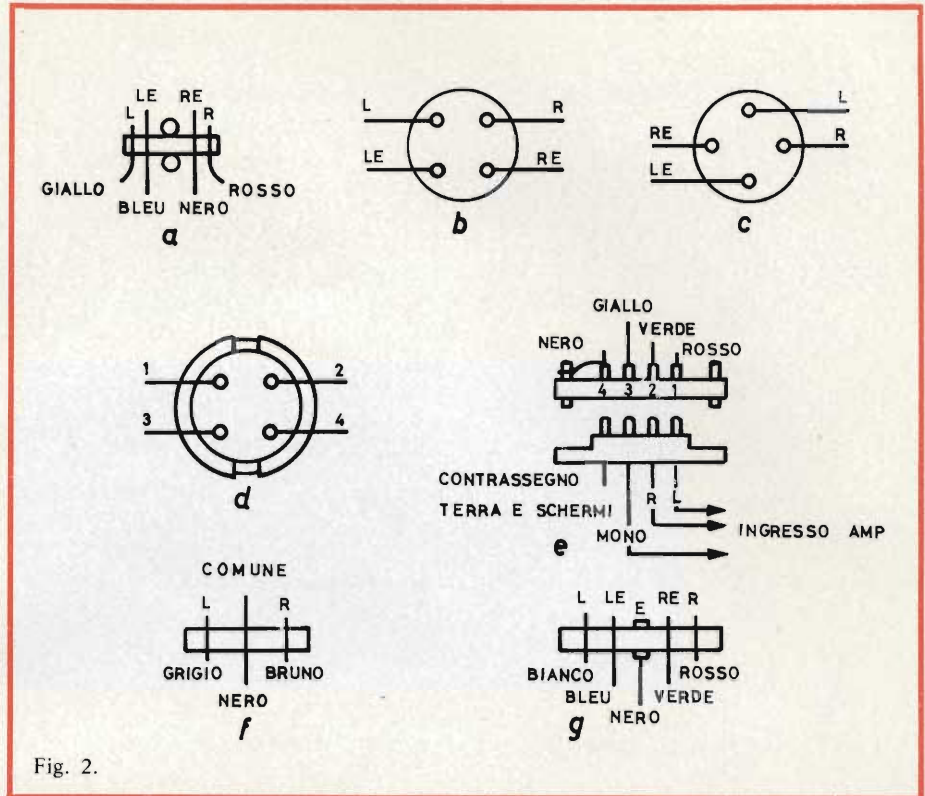 LE RE
L R
GIALLO ROSSO
BLEU NERO
a
L R
LE RE
b
L
RE R
LE
c
1 2
3 4
d
GIALLO
NERO VERDE
ROSSO
4 3 2 1
CONTRASSEGNO
TERRA E SCHERMI R L
MONO INGRESSO AMP
e
COMUNE
L R
GRIGIO BRUNO
NERO
f
L LE E RE R
BIANCO ROSSO
BLEU VERDE
NERO
g
Fig. 2.